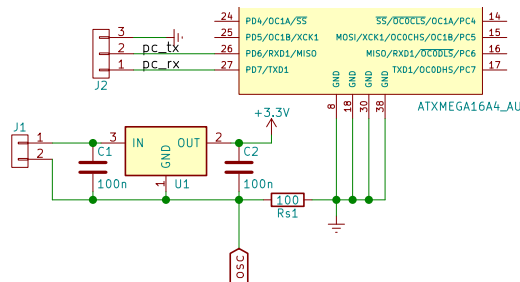 24 PD4/OC1A/SS SS/OC0CLS/OC1A/PC4 14
25 PD5/OC1B/XCK1 MOSI/XCK1/OC0CHS/OC1B/PC5 15
26 PD6/RXD1/MISO MISO/RXD1/OC0DLS/PC6 16
27 PD7/TXD1 TXD1/OC0DHS/PC7 17
3
2 pc_tx
1 pc_rx
J2
GND GND GND GND
8 18 30 38
ATXMEGA16A4_AU
+3.3V
J1
1
2
3 IN OUT 2
GND
1
U1
C1
100n
C2
100n
100
Rs1
OSC